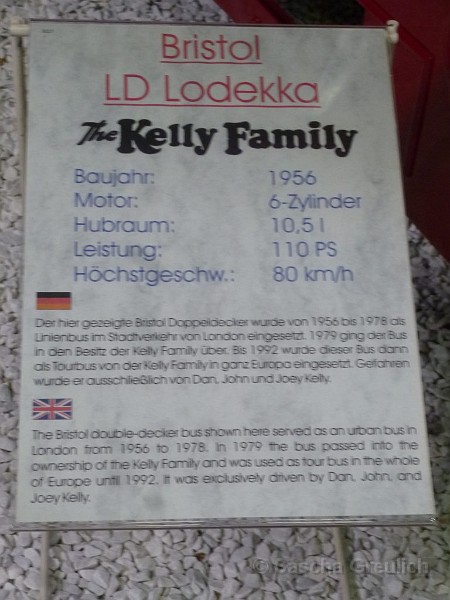 Bristol
LD Lodekka
The Kelly Family
Baujahr: 1956
Motor: 6-Zylinder
Hubraum: 10,5 l
Leistung: 110 PS
Höchstgeschw.: 80 km/h
Der hier gezeigte Bristol Doppeldecker wurde von 1956 bis 1978 als
Linienbus im Stadtverkehr von London eingesetzt. 1979 ging der Bus
in den Besitz der Kelly Family über. Bis 1992 wurde dieser Bus dann
als Tourbus von der Kelly Family in ganz Europa eingesetzt. Gefahren
wurde er ausschließlich von Dan, John und Joey Kelly.
The Bristol double-decker bus shown here served as an urban bus in
London from 1956 to 1978. In 1979 the bus passed into the
ownership of the Kelly Family and was used as tour bus in the whole
of Europe until 1992. It was exclusively driven by Dan, John, and
Joey Kelly.
© Sascha Greulich